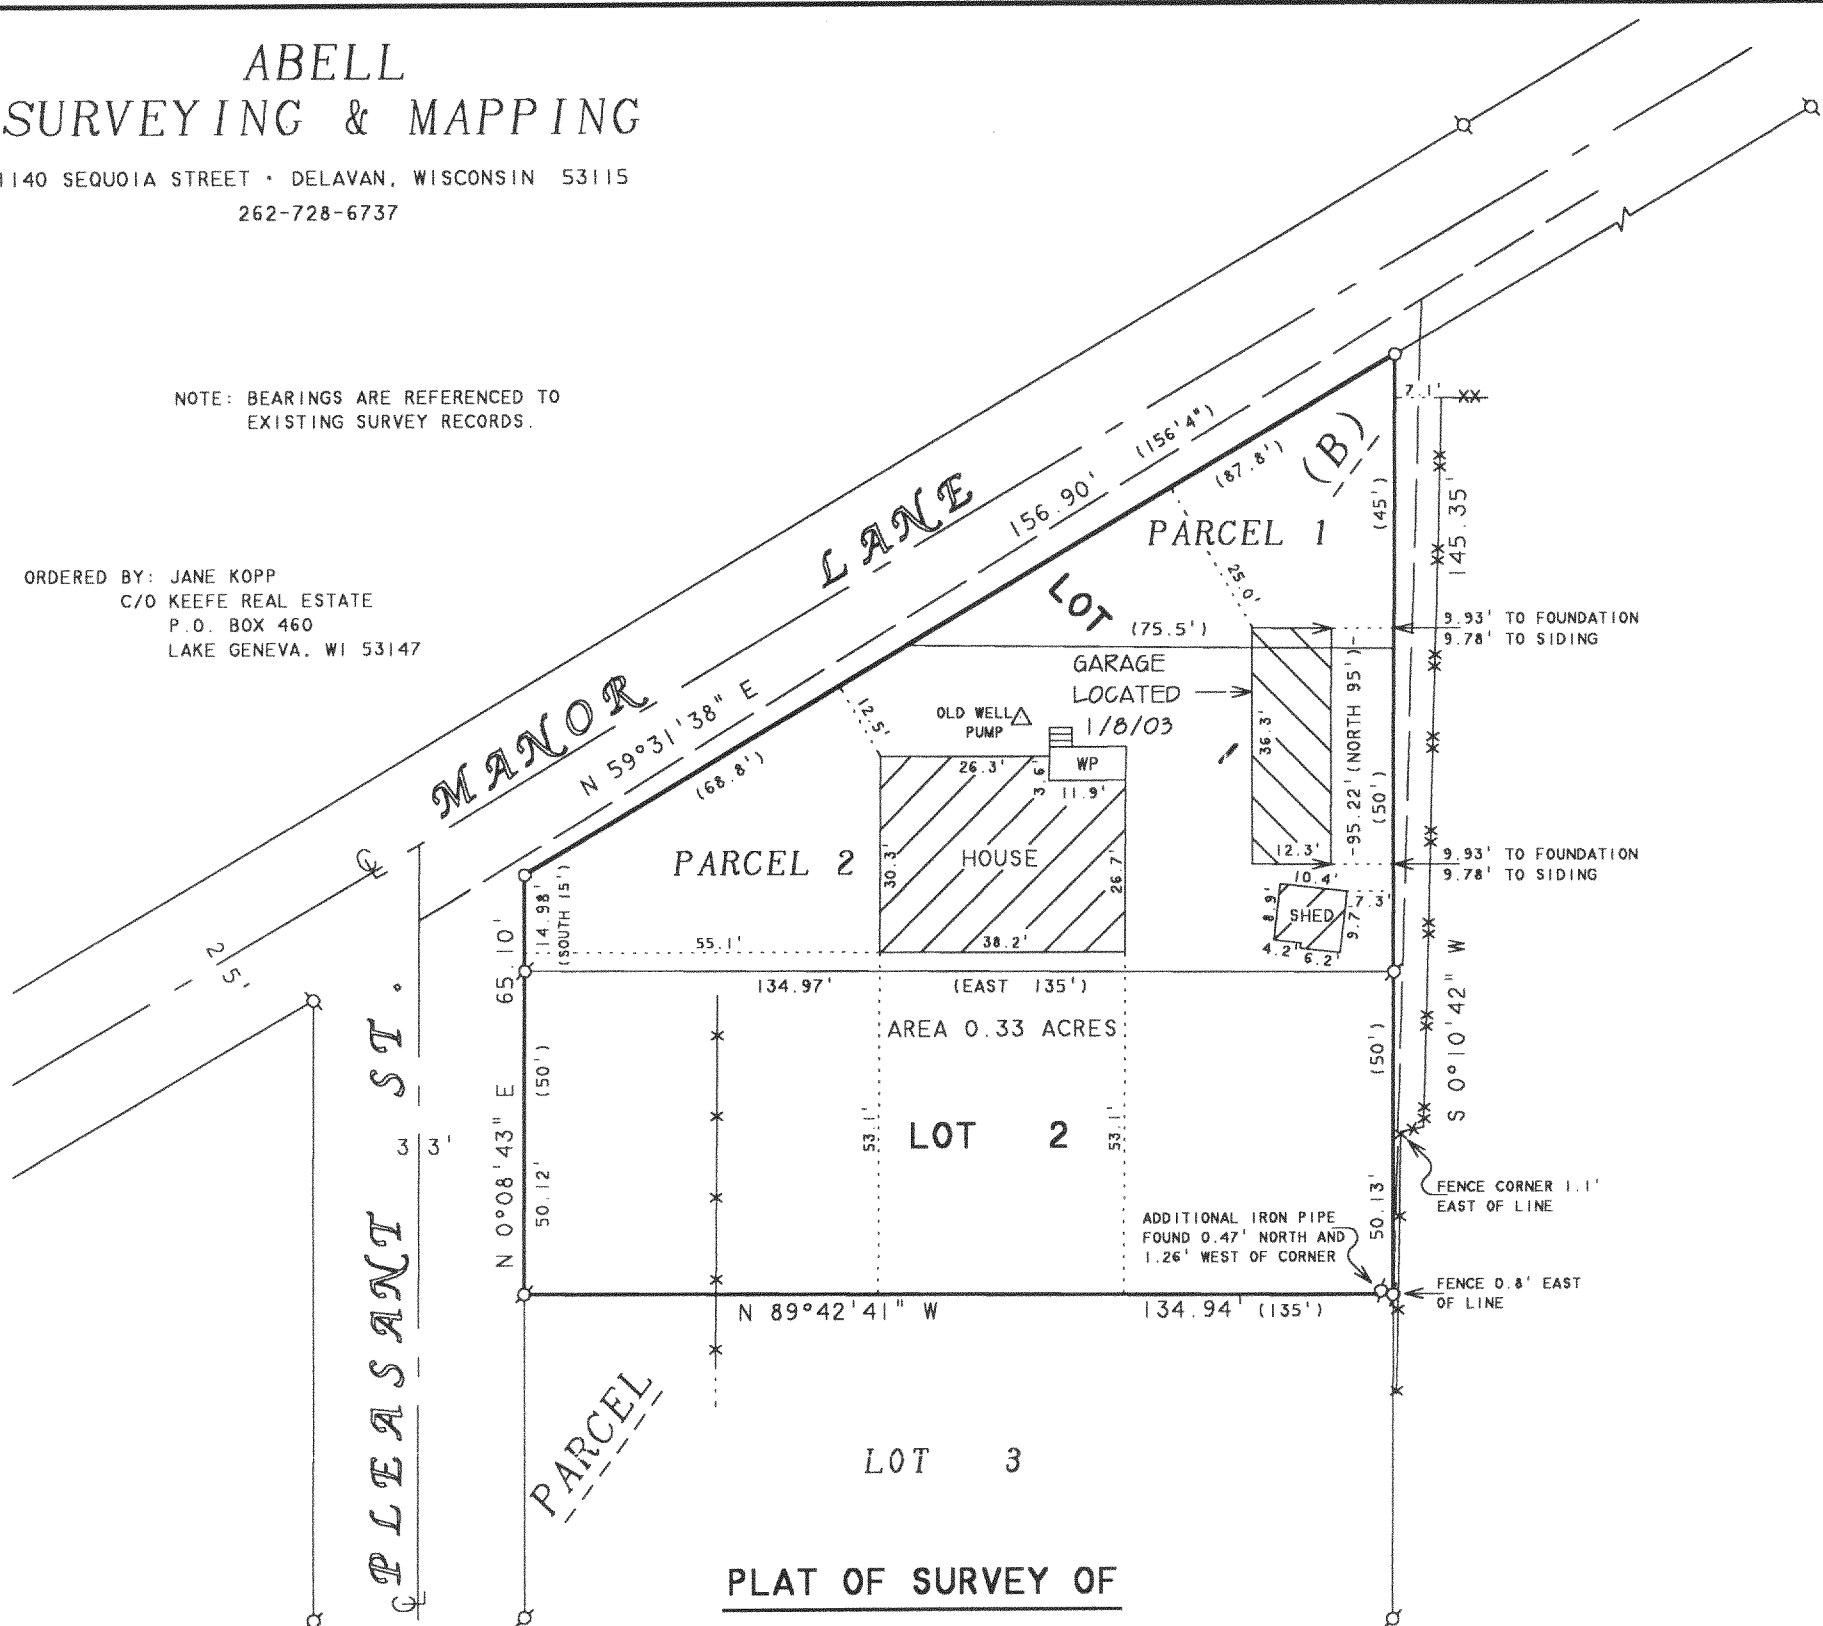 ABELL
SURVEYING & MAPPING
1140 SEQUOIA STREET • DELAVAN, WISCONSIN 53115
262-728-6737
NOTE: BEARINGS ARE REFERENCED TO
EXISTING SURVEY RECORDS.
ORDERED BY: JANE KOPP
C/O KEEFE REAL ESTATE
P.O. BOX 460
LAKE GENEVA, WI 53147
MANOR LANE
N 59°31'38" E
156.90'
(156'4")
(87.8')
(68.8')
(B)
7.1'
XX
(45')
145.35'
PARCEL 1
25.0'
LOT 1
(75.5')
9.93' TO FOUNDATION
9.78' TO SIDING
GARAGE
LOCATED
1/8/03
36.3'
95.22' (NORTH 95')
(50')
12.3'
9.93' TO FOUNDATION
9.78' TO SIDING
12.5'
OLD WELL
PUMP
26.3'
3.6'
WP
11.9'
PARCEL 2
30.3'
HOUSE
26.7'
38.2'
10.4'
8.9'
SHED
9.7'
7.3'
4.2'
6.2'
14.98'
(SOUTH 15')
55.1'
65.10'
134.97'
(EAST 135')
AREA 0.33 ACRES
25'
PLEASANT ST.
33'
N 0°08'43" E
(50')
50.12'
53.1'
LOT 2
53.1'
(50')
50.13'
S 0°10'42" W
FENCE CORNER 1.1'
EAST OF LINE
ADDITIONAL IRON PIPE
FOUND 0.47' NORTH AND
1.26' WEST OF CORNER
FENCE 0.8' EAST
OF LINE
N 89°42'41" W
134.94' (135')
PARCEL
LOT 3
PLAT OF SURVEY OF